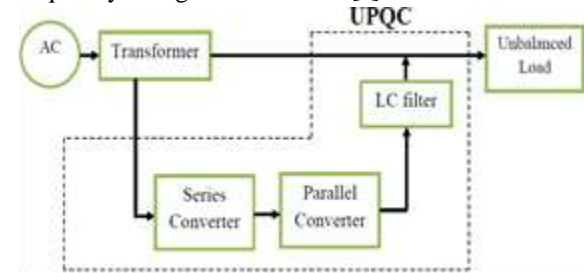 UPQC
AC
Transformer
Unbalanced
Load
LC filter
Series
Converter
Parallel
Converter